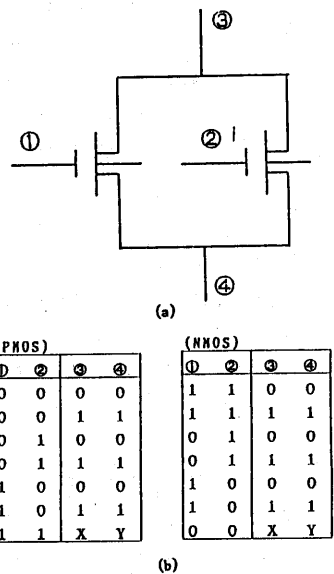 ③
①
② i
④
(a)
(PMOS)
① ② ③ ④
0 0 0 0
0 0 1 1
0 1 0 0
0 1 1 1
1 0 0 0
1 0 1 1
1 1 X Y
(NMOS)
① ② ③ ④
1 1 0 0
1 1 1 1
0 1 0 0
0 1 1 1
1 0 0 0
1 0 1 1
0 0 X Y
(b)